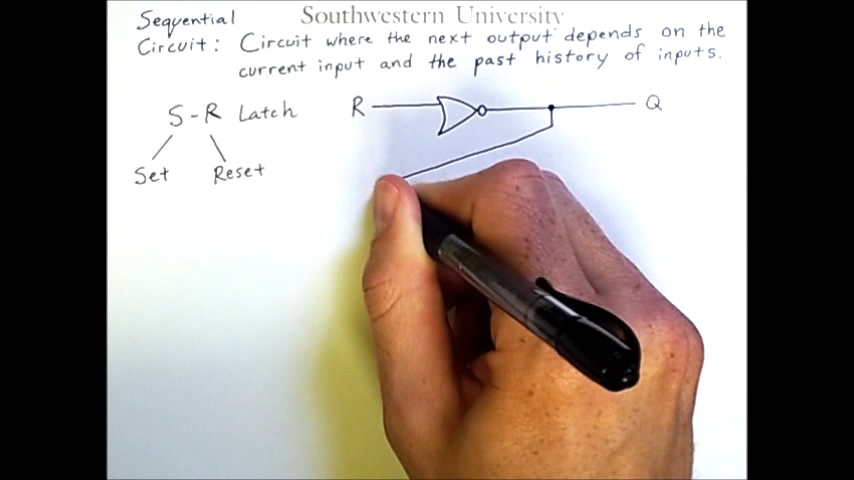 Southwestern University
Sequential
Circuit: Circuit where the next output depends on the
current input and the past history of inputs.
S-R Latch
R
Q
Set
Reset